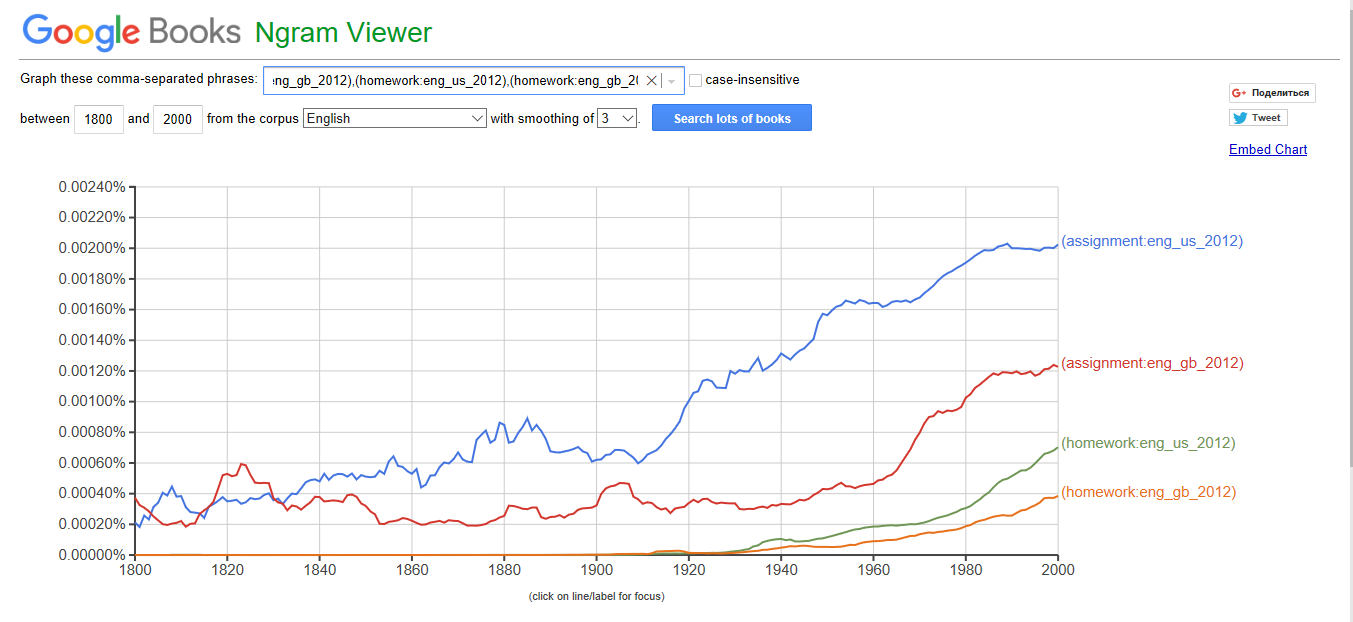 Google Books Ngram Viewer
Graph these comma-separated phrases: eng_gb_2012),(homework:eng_us_2012),(homework:eng_gb_20 case-insensitive
between 1800 and 2000 from the corpus English with smoothing of 3 . Search lots of books
Поделиться
Tweet
Embed Chart
0.00240%
0.00220%
0.00200%
0.00180%
0.00160%
0.00140%
0.00120%
0.00100%
0.00080%
0.00060%
0.00040%
0.00020%
0.00000%
(assignment:eng_us_2012)
(assignment:eng_gb_2012)
(homework:eng_us_2012)
(homework:eng_gb_2012)
1800 1820 1840 1860 1880 1900 1920 1940 1960 1980 2000
(click on line/label for focus)